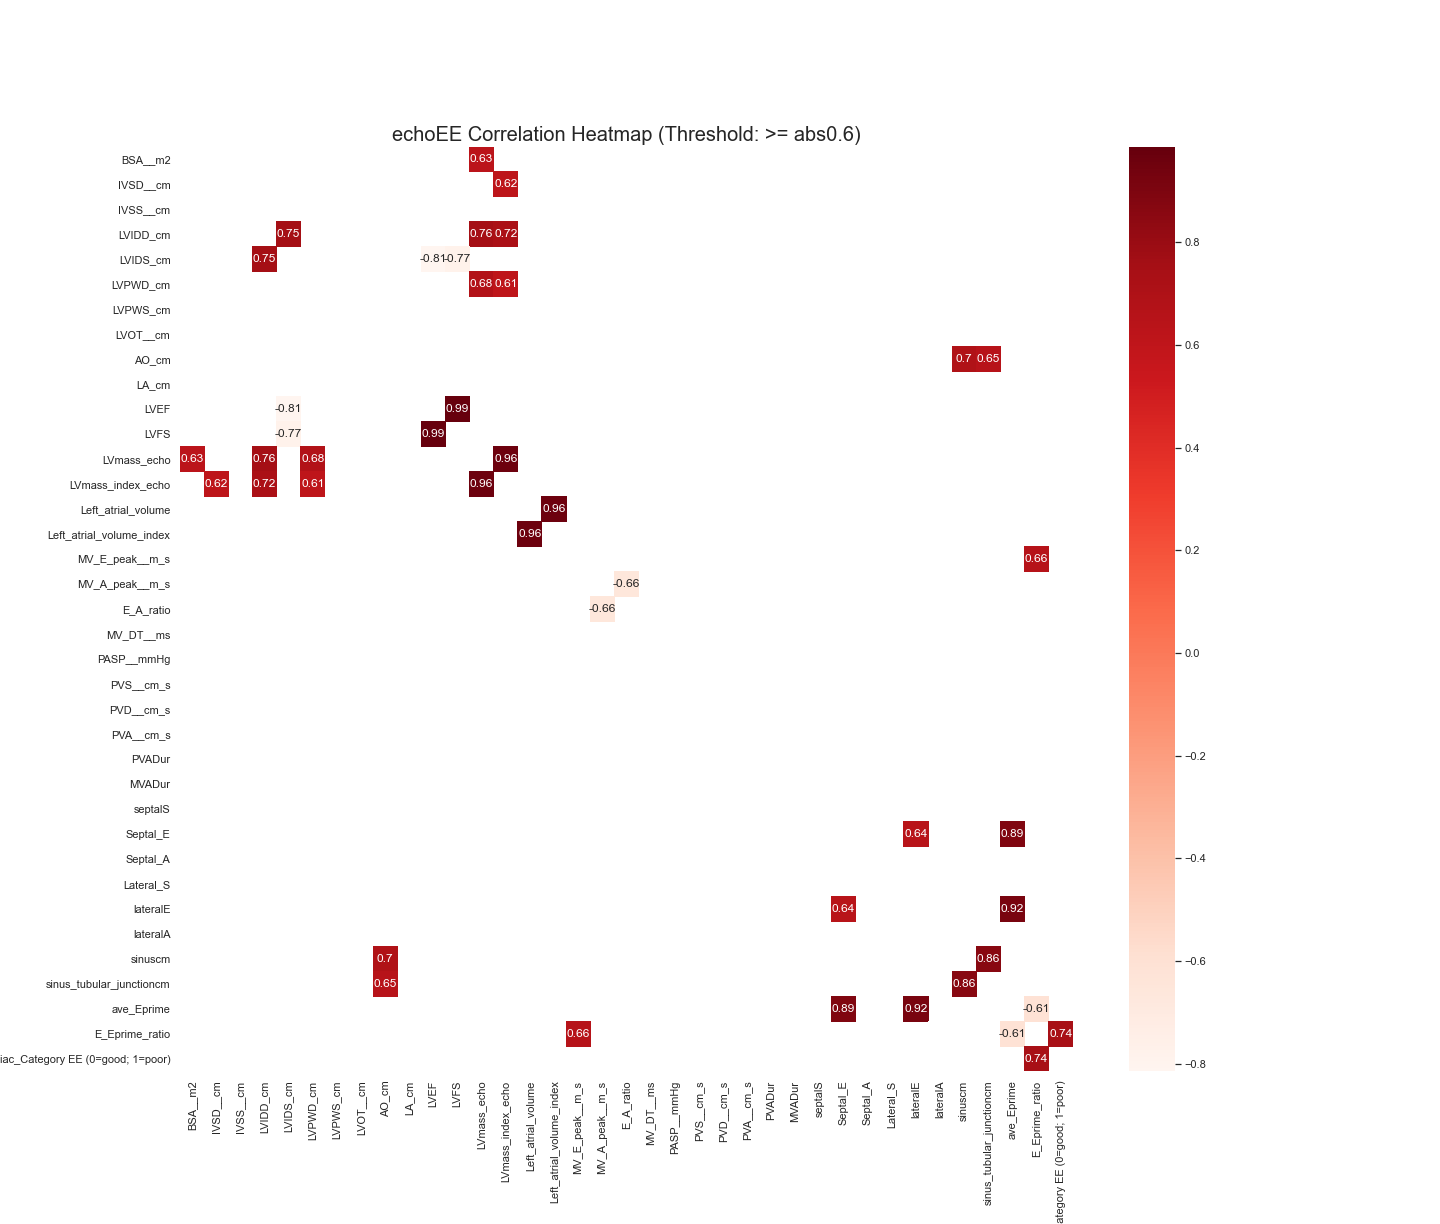 echoEE Correlation Heatmap (Threshold: >= abs0.6)
BSA__m2 0.63
IVSD__cm 0.62
IVSS__cm
LVIDD_cm 0.75 0.76 0.72
LVIDS_cm 0.75 -0.81 -0.77
LVPWD_cm 0.68 0.61
LVPWS_cm
LVOT__cm
AO_cm 0.7 0.65
LA_cm
LVEF -0.81 0.99
LVFS -0.77 0.99
LVmass_echo 0.63 0.76 0.68 0.96
LVmass_index_echo 0.62 0.72 0.61 0.96
Left_atrial_volume 0.96
Left_atrial_volume_index 0.96
MV_E_peak__m_s 0.66
MV_A_peak__m_s -0.66
E_A_ratio -0.66
MV_DT__ms
PASP__mmHg
PVS__cm_s
PVD__cm_s
PVA__cm_s
PVADur
MVADur
septalS
Septal_E 0.64 0.89
Septal_A
Lateral_S
lateralE 0.64 0.92
lateralA
sinuscm 0.7 0.86
sinus_tubular_junctioncm 0.65 0.86
ave_Eprime 0.89 0.92 -0.61
E_Eprime_ratio 0.66 -0.61 0.74
iac_Category EE (0=good; 1=poor) 0.74
BSA__m2
IVSD__cm
IVSS__cm
LVIDD_cm
LVIDS_cm
LVPWD_cm
LVPWS_cm
LVOT__cm
AO_cm
LA_cm
LVEF
LVFS
LVmass_echo
LVmass_index_echo
Left_atrial_volume
Left_atrial_volume_index
MV_E_peak__m_s
MV_A_peak__m_s
E_A_ratio
MV_DT__ms
PASP__mmHg
PVS__cm_s
PVD__cm_s
PVA__cm_s
PVADur
MVADur
septalS
Septal_E
Septal_A
Lateral_S
lateralE
lateralA
sinuscm
sinus_tubular_junctioncm
ave_Eprime
E_Eprime_ratio
ategory EE (0=good; 1=poor)
0.8
0.6
0.4
0.2
0.0
−0.2
−0.4
−0.6
−0.8